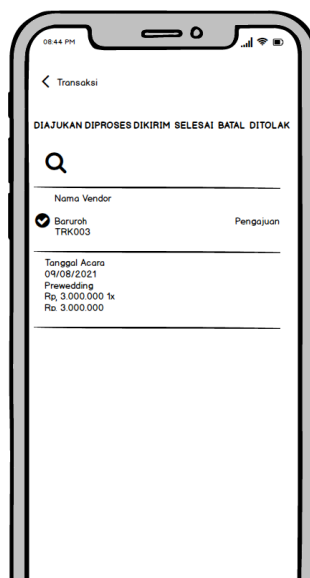 08:44 PM
Transaksi
DIAJUKAN DIPROSES DIKIRIM SELESAI BATAL DITOLAK
Nama Vendor
Baruroh Pengajuan
TRK003
Tanggal Acara
09/08/2021
Prewedding
Rp, 3.000.000 1x
Rp. 3.000.000